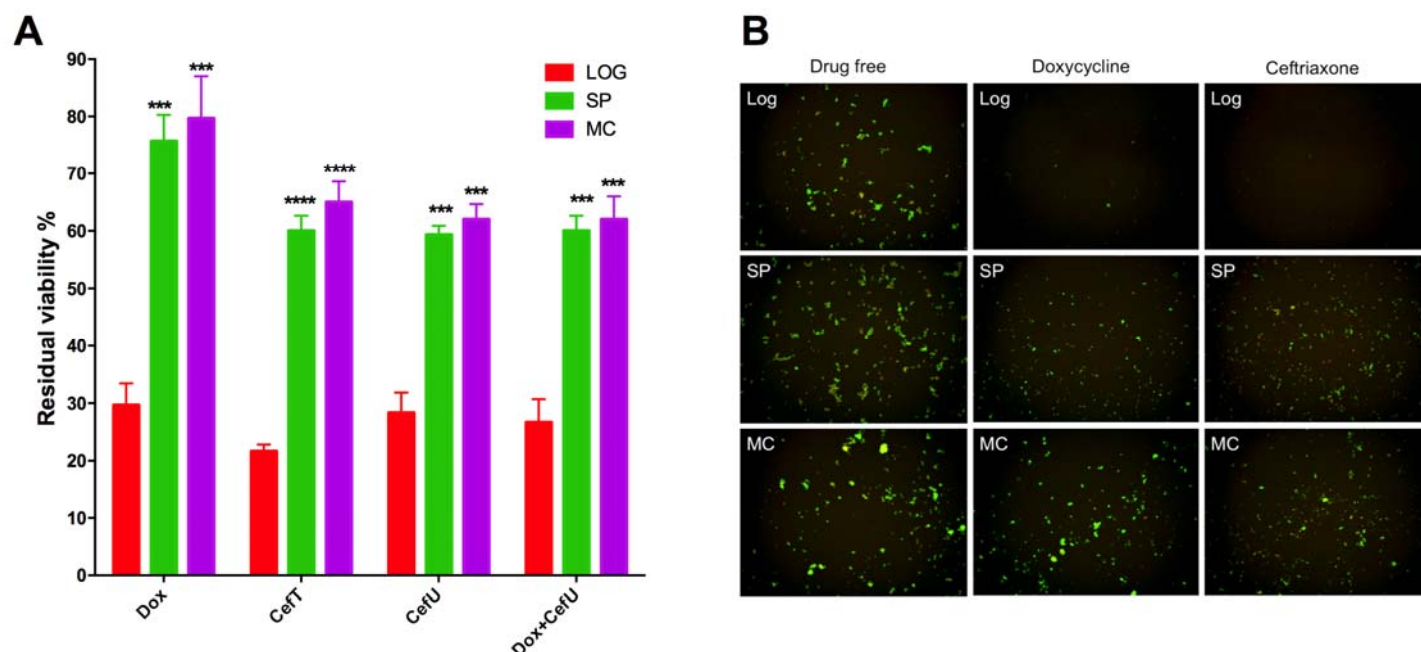 A
Residual viability %
90
80
70
60
50
40
30
20
10
0
*** ***
**** ****
*** ***
*** ***
LOG
SP
MC
Dox
CefT
CefU
Dox+CefU
B
Drug free Doxycycline Ceftriaxone
Log Log Log
SP SP SP
MC MC MC